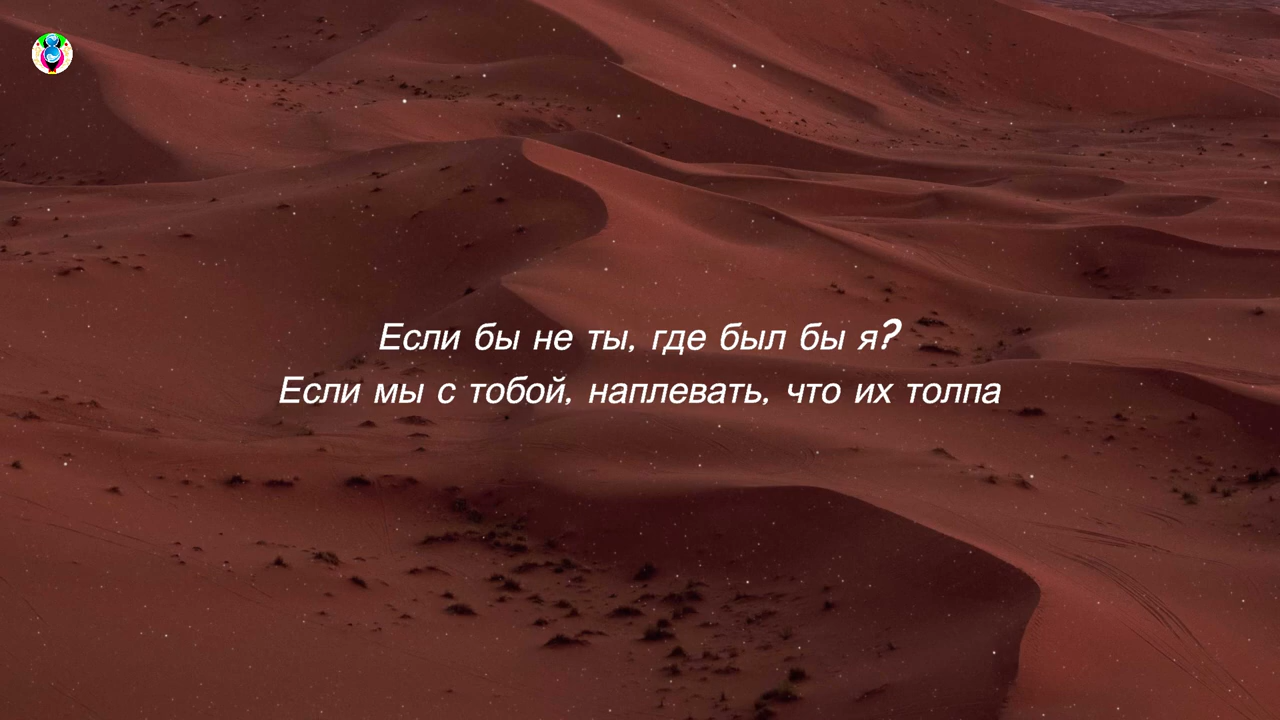 Если бы не ты, где был бы я?
Если мы с тобой, наплевать, что их толпа